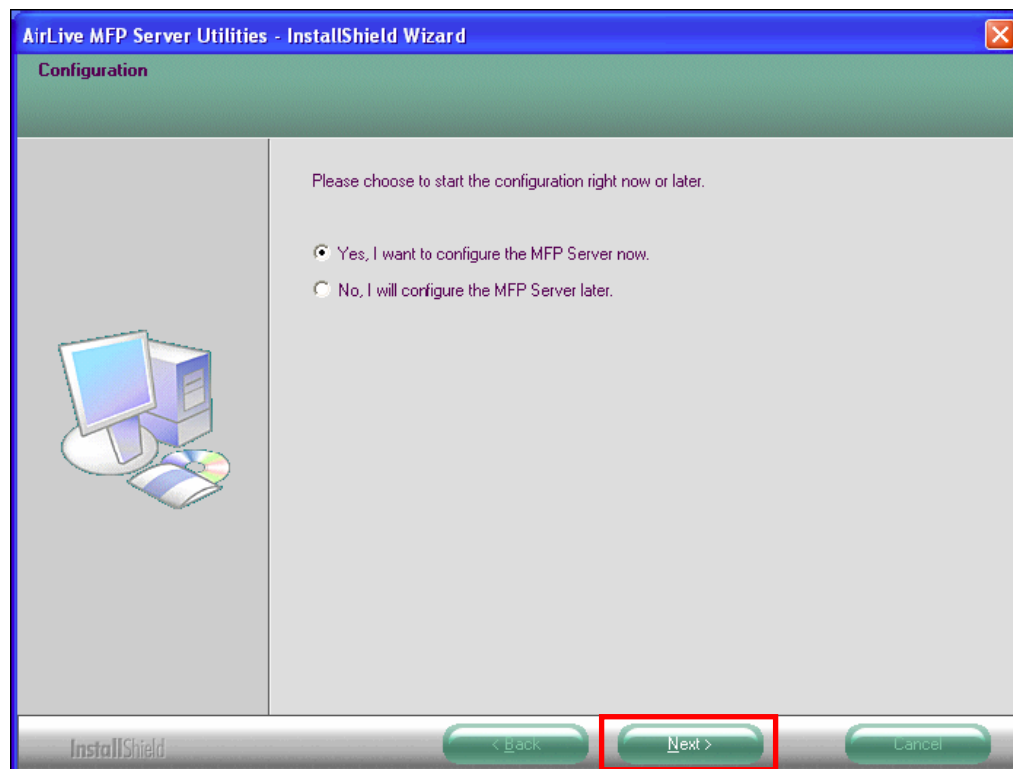 AirLive MFP Server Utilities - InstallShield Wizard
Configuration
Please choose to start the configuration right now or later.
Yes, I want to configure the MFP Server now.
No, I will configure the MFP Server later.
InstallShield
< Back
Next >
Cancel